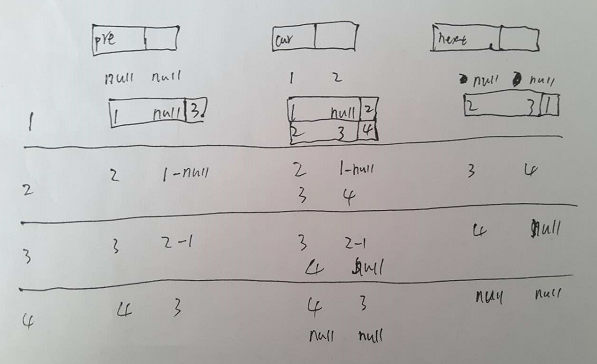 pre cur next
null null 1 2 null null
1 1 null 3 1 null 2 2 3 1
2 3 4
2 2 1-null 2 1-null 3 4
3 4
3 3 2-1 3 2-1 4 null
4 null
4 4 3 4 3 null null
null null